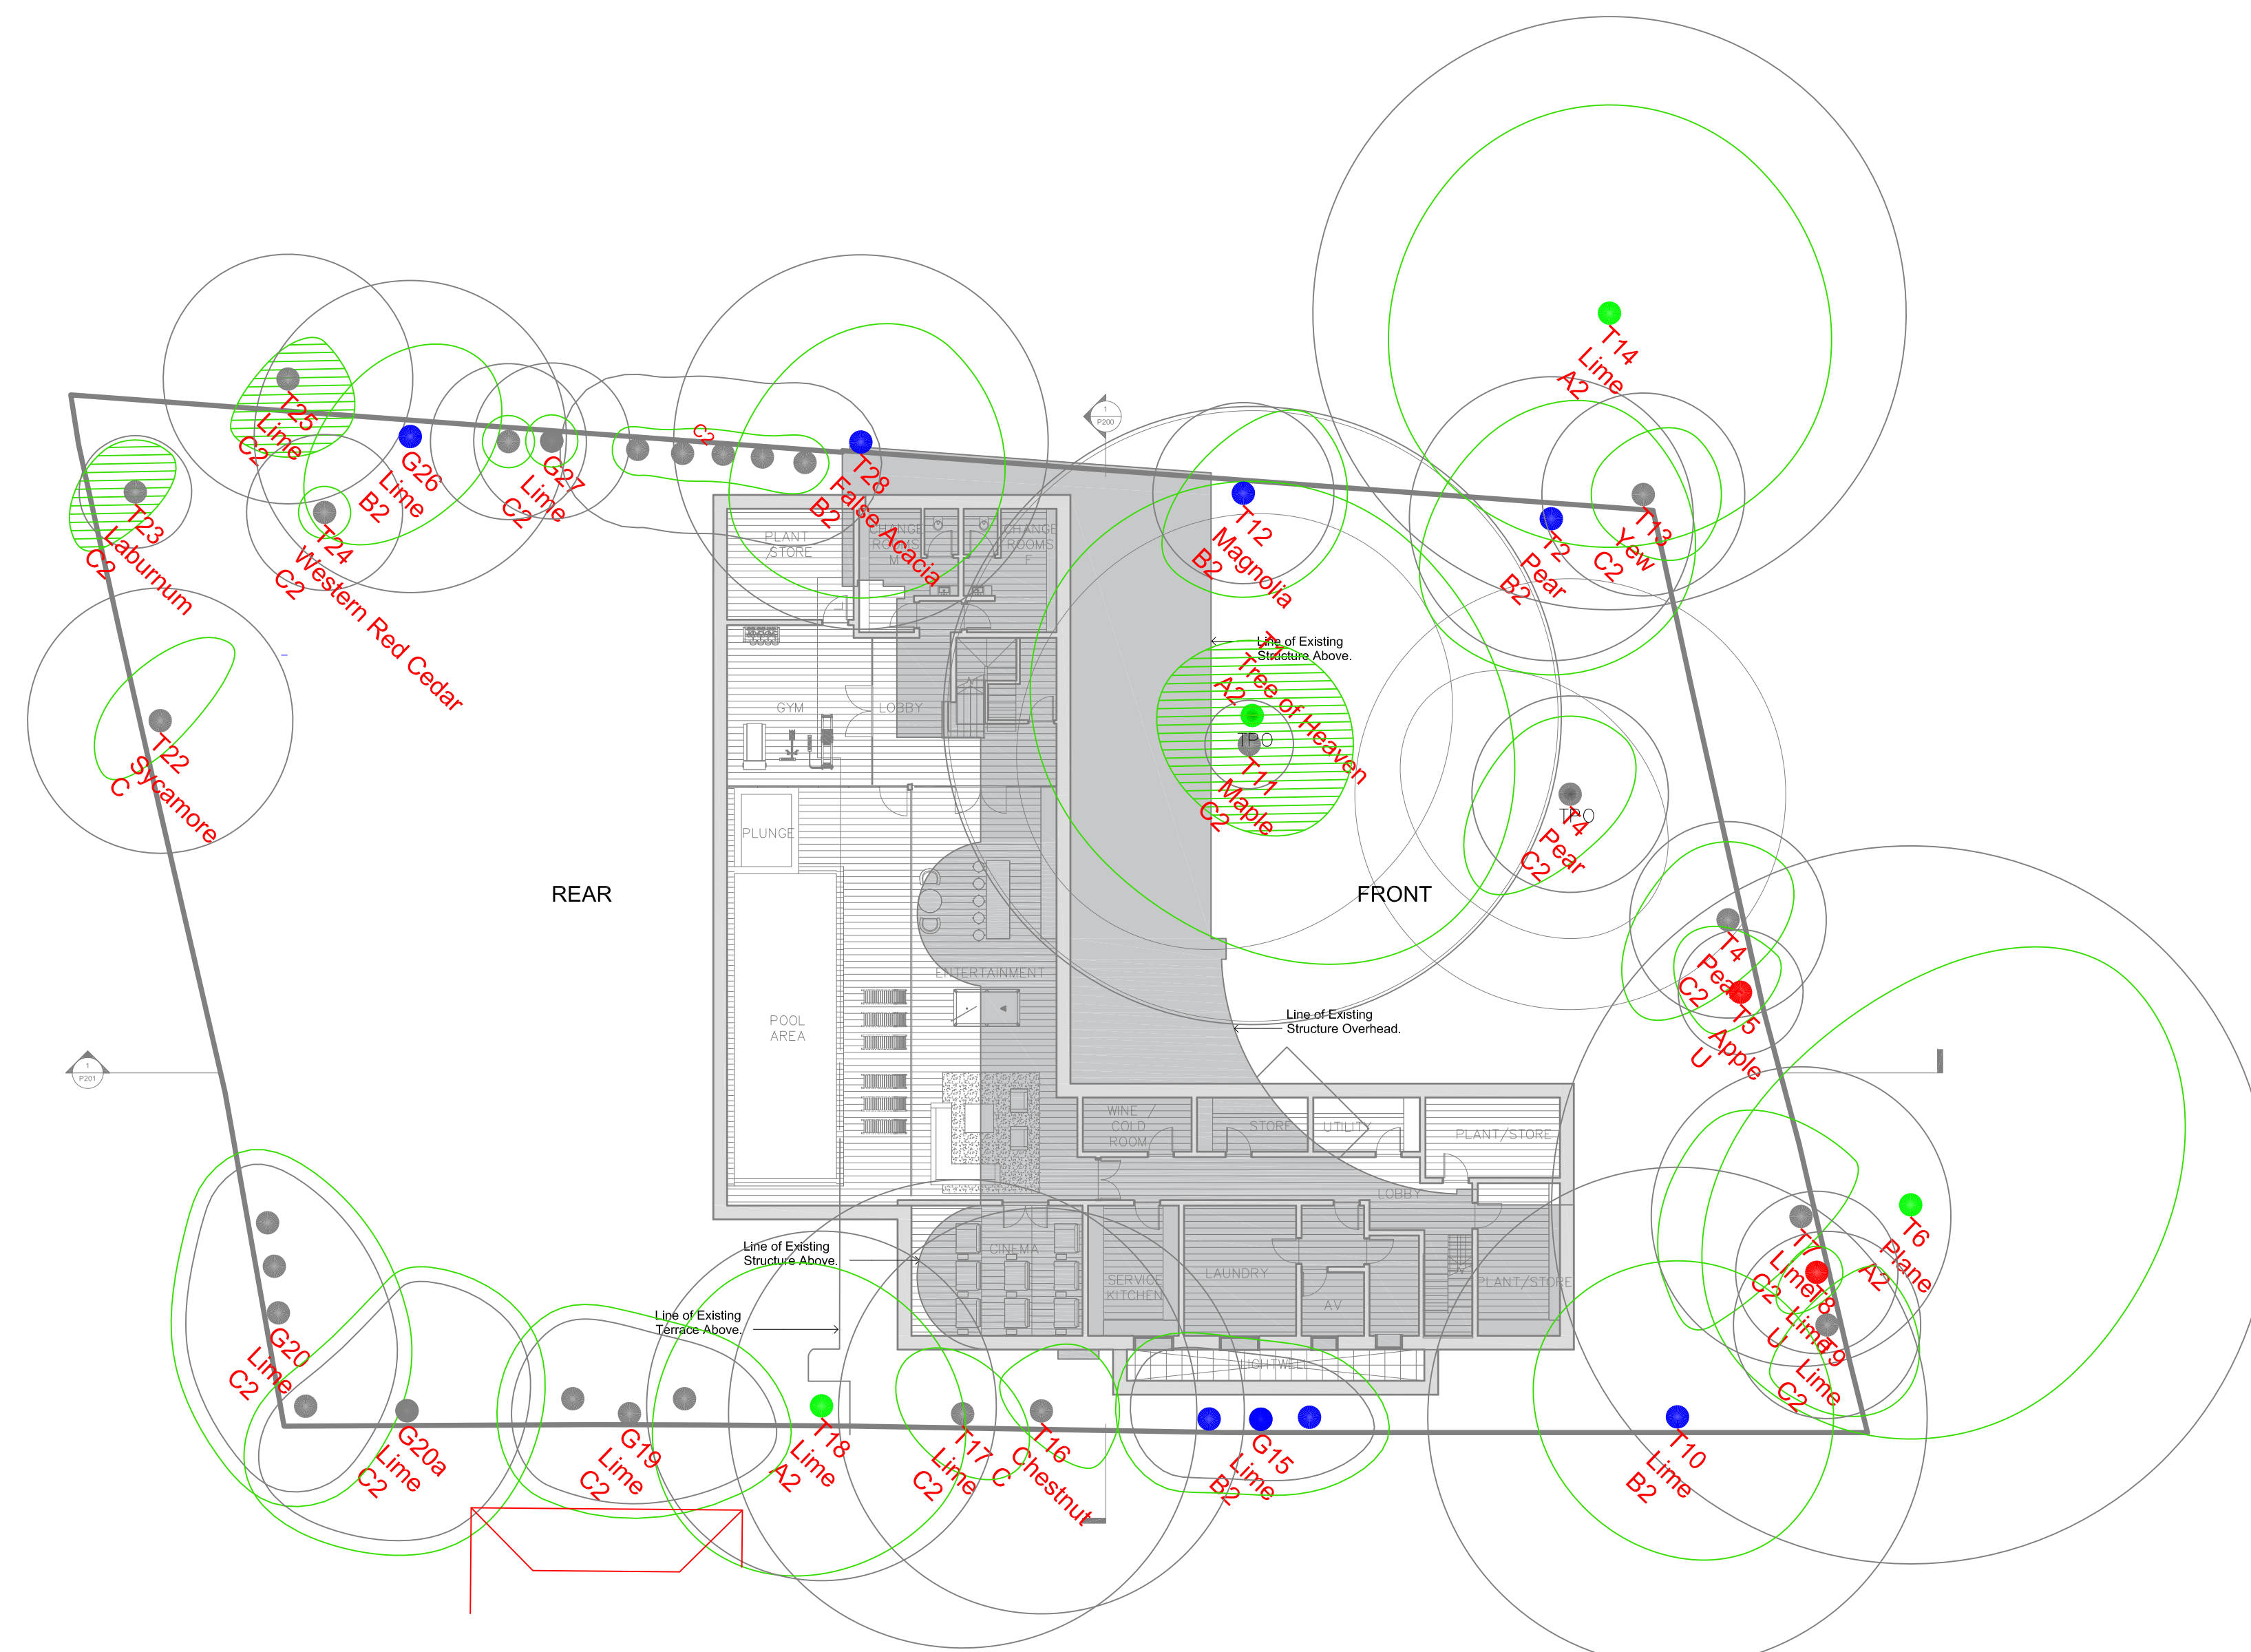 T14
Lime
A2
T25
Lime
C2
1
P200
C2
G26
Lime
B2
G27
Lime
C2
T28
False Acacia
B2
T23
Laburnum
C2
T24
Western Red Cedar
C2
T12
Magnolia
B2
T2
Pear
B2
T13
Yew
C2
PLANT
/STORE
CHANGE
ROOMS
M
CHANGE
ROOMS
F
Line of Existing
Structure Above.
T1
Tree of Heaven
A2
TPO
GYM
LOBBY
T22
Sycamore
C
T11
Maple
C2
TPO
T4
Pear
C2
PLUNGE
REAR
FRONT
T4
Pear
C2
ENTERTAINMENT
T5
Apple
U
POOL
AREA
Line of Existing
Structure Overhead.
1
P201
WINE /
COLD
ROOM
STORE
UTILITY
PLANT/STORE
LOBBY
T6
Plane
A2
T7
Lime
C2
T8
Lime
U
T9
Lime
C2
Line of Existing
Structure Above.
CINEMA
SERVICE
KITCHEN
LAUNDRY
AV
PLANT/STORE
Line of Existing
Terrace Above.
LIGHTWELL
G20
Lime
C2
G20a
Lime
C2
G19
Lime
C2
T18
Lime
A2
T17
Lime
C2
T16
Chestnut
C
G15
Lime
B2
T10
Lime
B2